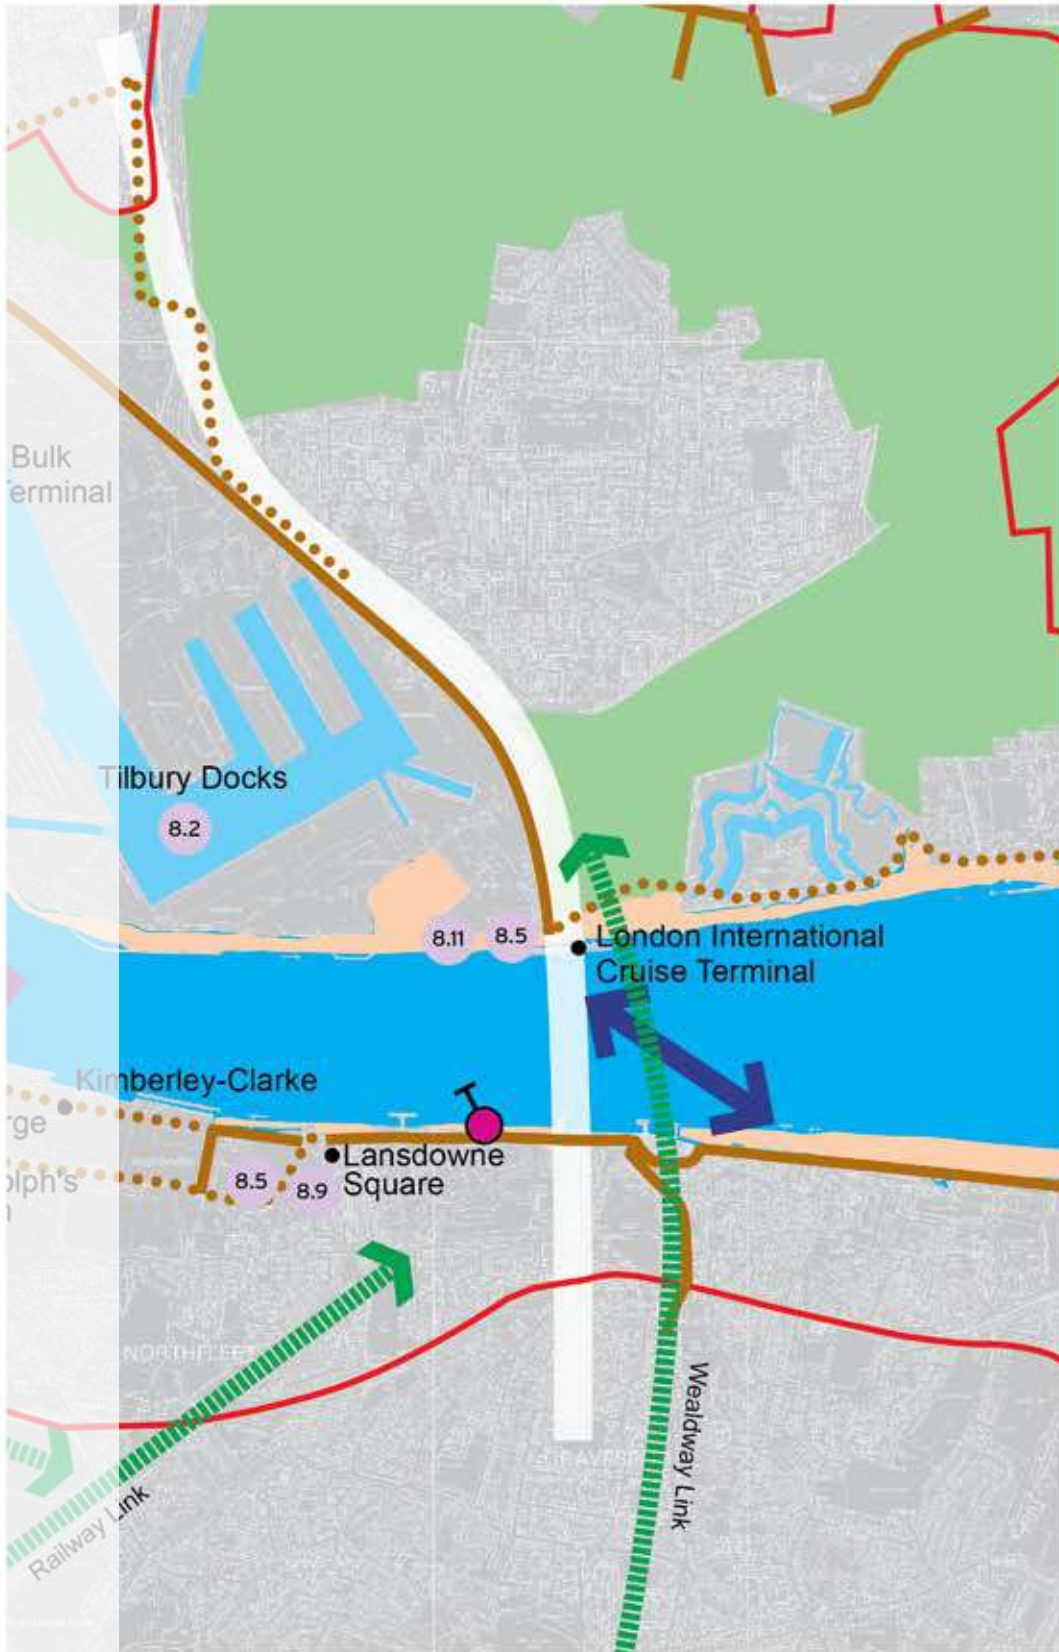 Bulk
Terminal
Tilbury Docks
8.2
8.11
8.5
London International
Cruise Terminal
Kimberley-Clarke
Lansdowne
Square
8.5
8.9
NORTHFLEET
Wealdway Link
Railway Link